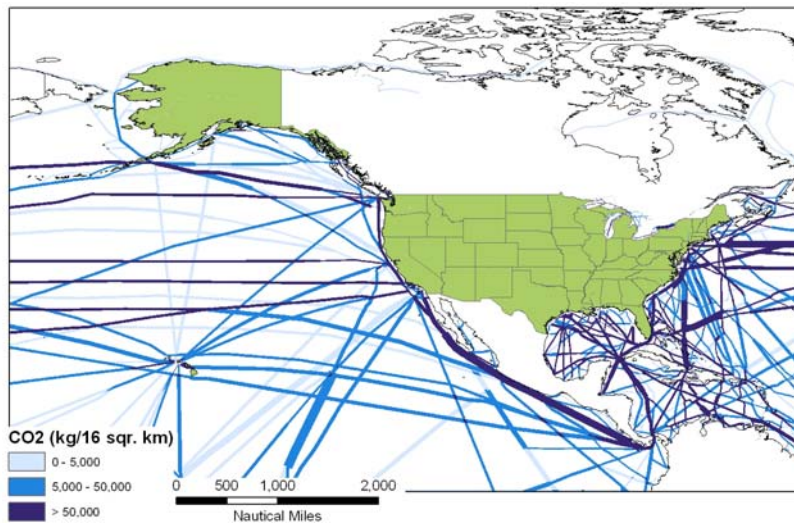 CO2 (kg/16 sqr. km)
0 - 5,000
5,000 - 50,000
> 50,000
0 500 1,000 2,000
Nautical Miles